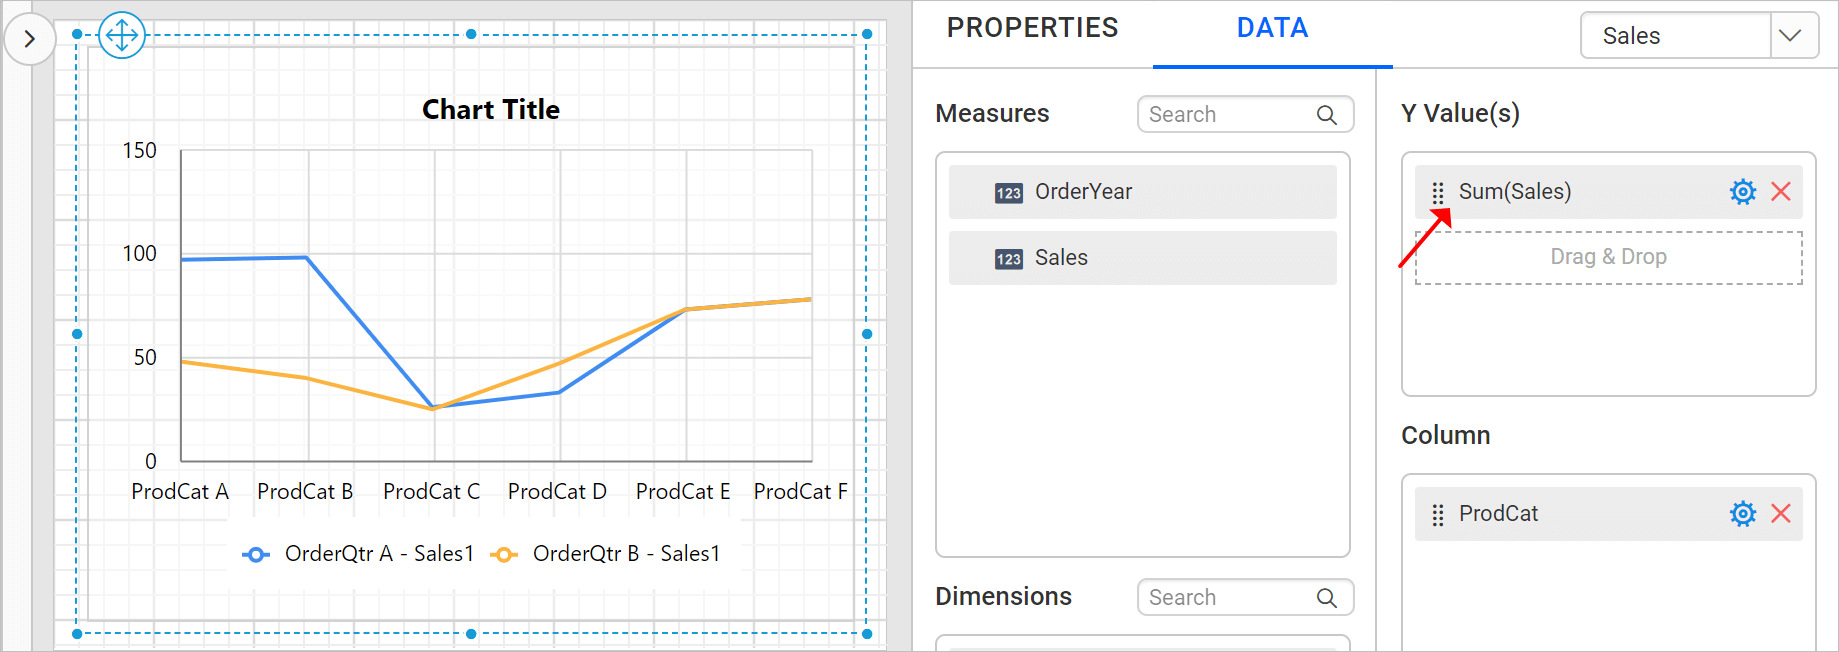 PROPERTIES
DATA
Sales
Chart Title
150
100
50
0
ProdCat A ProdCat B ProdCat C ProdCat D ProdCat E ProdCat F
OrderQtr A - Sales1 OrderQtr B - Sales1
Measures
Search
123 OrderYear
123 Sales
Dimensions
Search
Y Value(s)
Sum(Sales)
Drag & Drop
Column
ProdCat